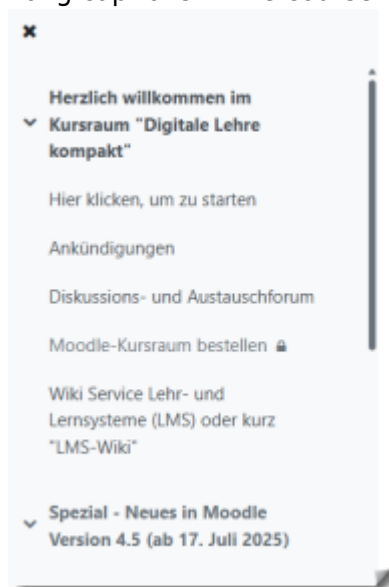 Herzlich willkommen im
Kursraum "Digitale Lehre
kompakt"
Hier klicken, um zu starten
Ankündigungen
Diskussions- und Austauschforum
Moodle-Kursraum bestellen
Wiki Service Lehr- und
Lernsysteme (LMS) oder kurz
"LMS-Wiki"
Spezial - Neues in Moodle
Version 4.5 (ab 17. Juli 2025)